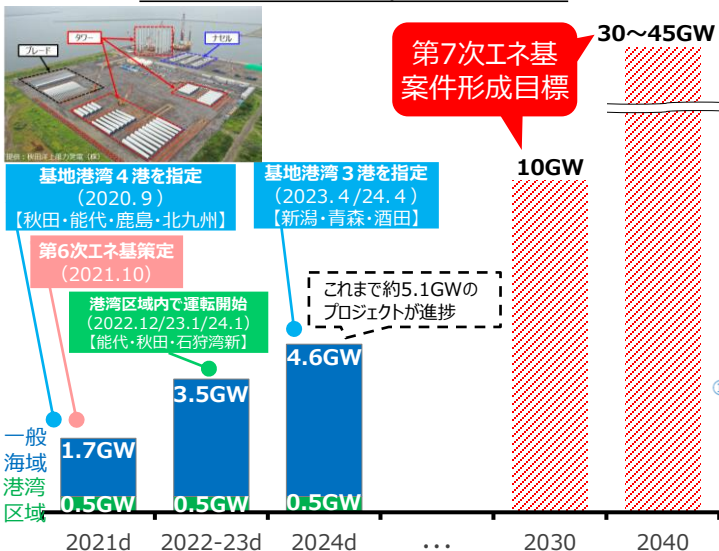 ブレード
タワー
ナセル
提供:秋田洋上風力発電(株)
第7次エネ基
案件形成目標
30~45GW
10GW
基地港湾4港を指定
(2020.9)
【秋田・能代・鹿島・北九州】
基地港湾3港を指定
(2023.4/24.4)
【新潟・青森・酒田】
第6次エネ基策定
(2021.10)
港湾区域内で運転開始
(2022.12/23.1/24.1)
【能代・秋田・石狩湾新】
これまで約5.1GWの
プロジェクトが進捗
4.6GW
3.5GW
1.7GW
一般
海域
港湾
区域
0.5GW
0.5GW
0.5GW
2021d
2022-23d
2024d
...
2030
2040